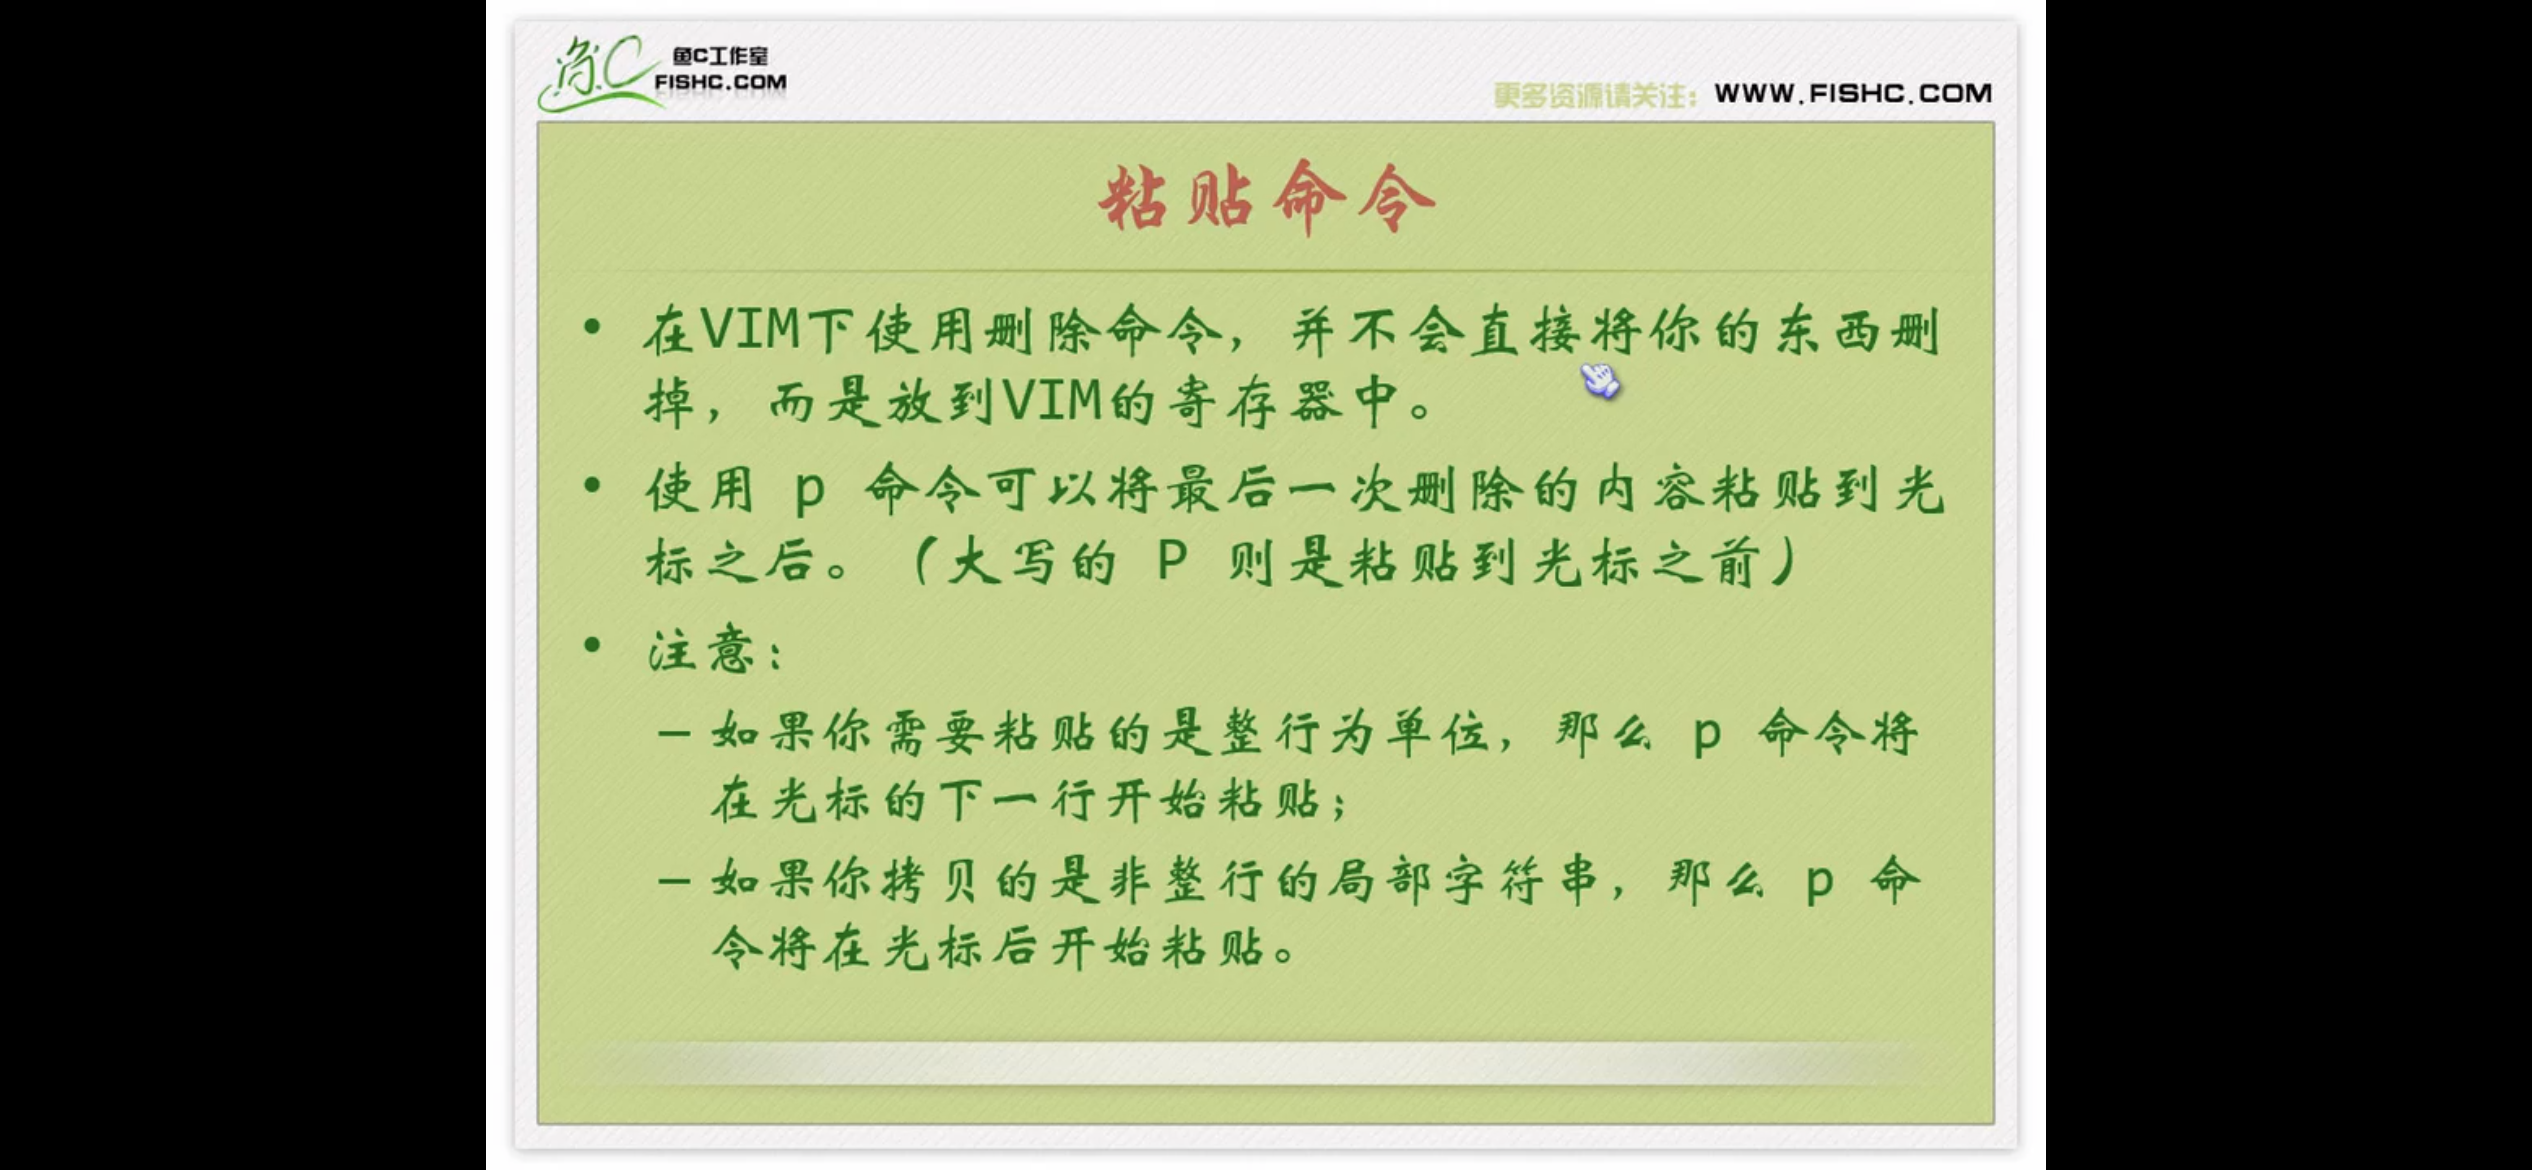 鱼C工作室
FISHC.COM
更多资源请关注：WWW.FISHC.COM
粘贴命令
• 在VIM下使用删除命令，并不会直接将你的东西删
掉，而是放到VIM的寄存器中。
• 使用 p 命令可以将最后一次删除的内容粘贴到光
标之后。（大写的 P 则是粘贴到光标之前）
• 注意：
– 如果你需要粘贴的是整行为单位，那么 p 命令将
在光标的下一行开始粘贴；
– 如果你拷贝的是非整行的局部字符串，那么 p 命
令将在光标后开始粘贴。